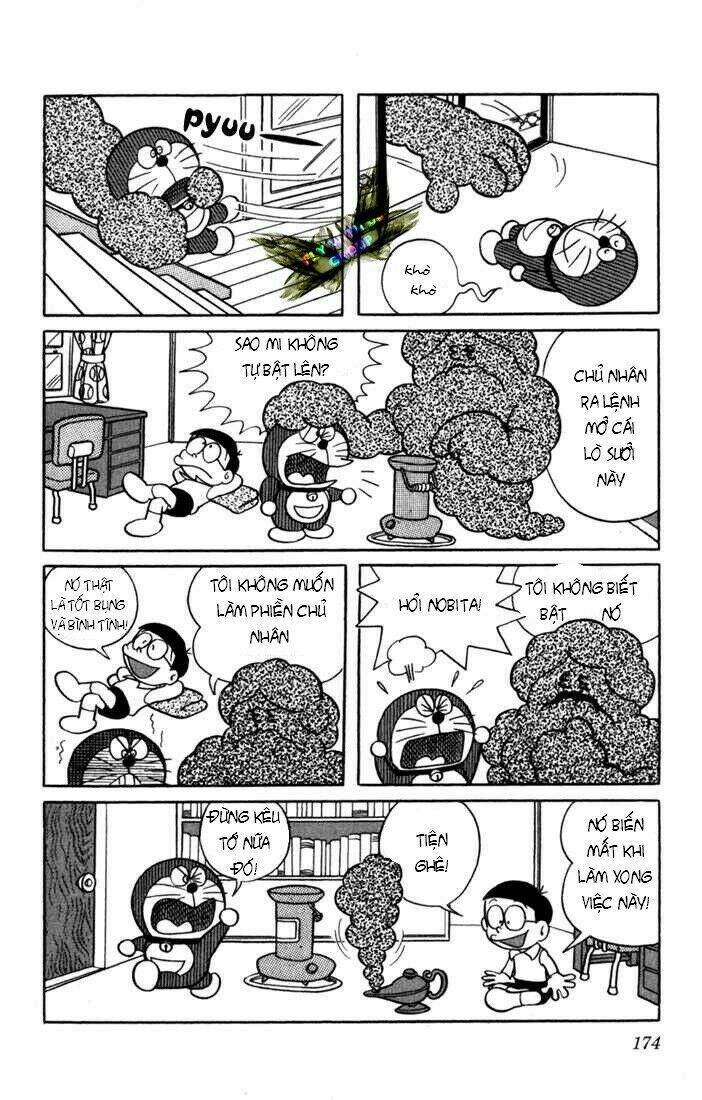 pyuu
Khò
khò
SAO MI KHÔNG
TỰ BẬT LÊN?
CHỦ NHÂN
RA LỆNH
MỞ CÁI
LÒ SƯỞI
NÀY
NÓ THẬT
LÀ TỐT BỤNG
VÀ BÌNH TĨNH!
TÔI KHÔNG MUỐN
LÀM PHIỀN CHỦ
NHÂN
HỎI NOBITA!
TÔI KHÔNG BIẾT
BẬT NÓ
ĐỪNG KÊU
TỚ NỮA
ĐÓ!
TIỆN
GHÊ!
NÓ BIẾN
MẤT KHI
LÀM XONG
VIỆC NÀY!
174